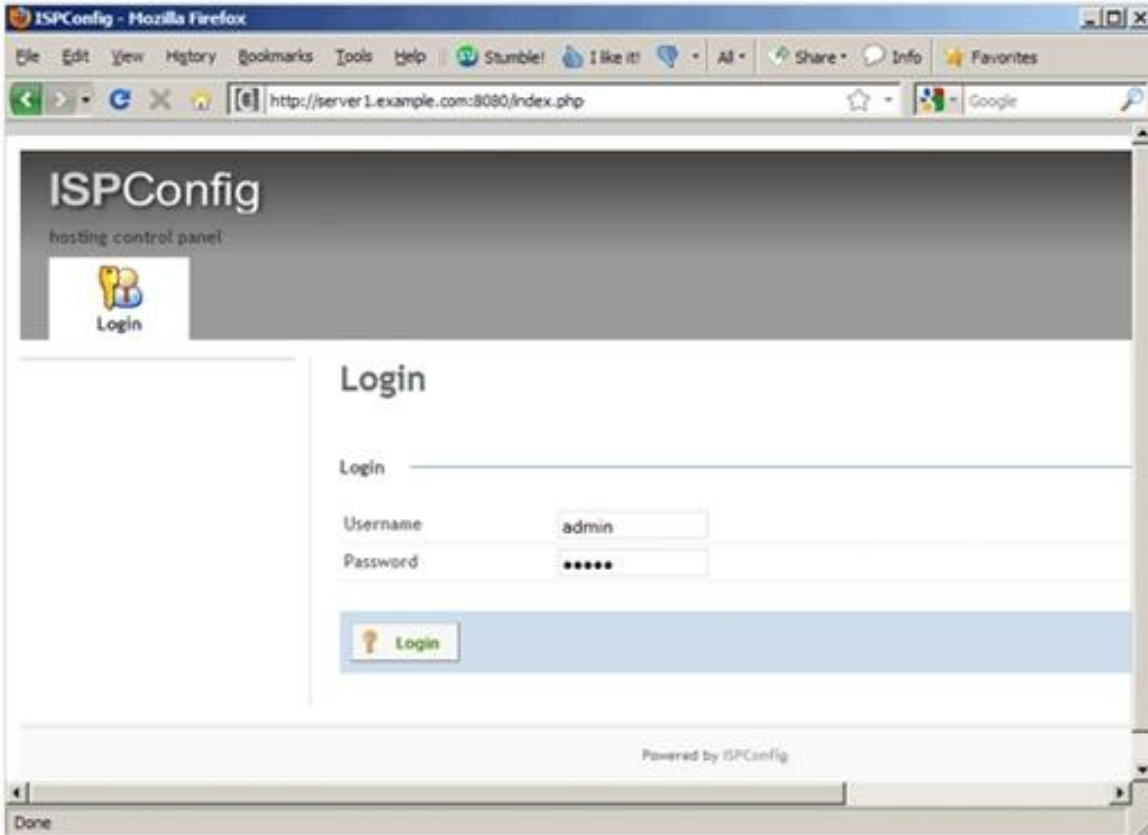 ISPConfig - Mozilla Firefox
File Edit View History Bookmarks Tools Help Stumble! I like it! All Share Info Favorites
http://server1.example.com:8080/index.php Google
ISPConfig
hosting control panel
Login
Login
Login
Username admin
Password •••••
Login
Powered by ISPConfig
Done